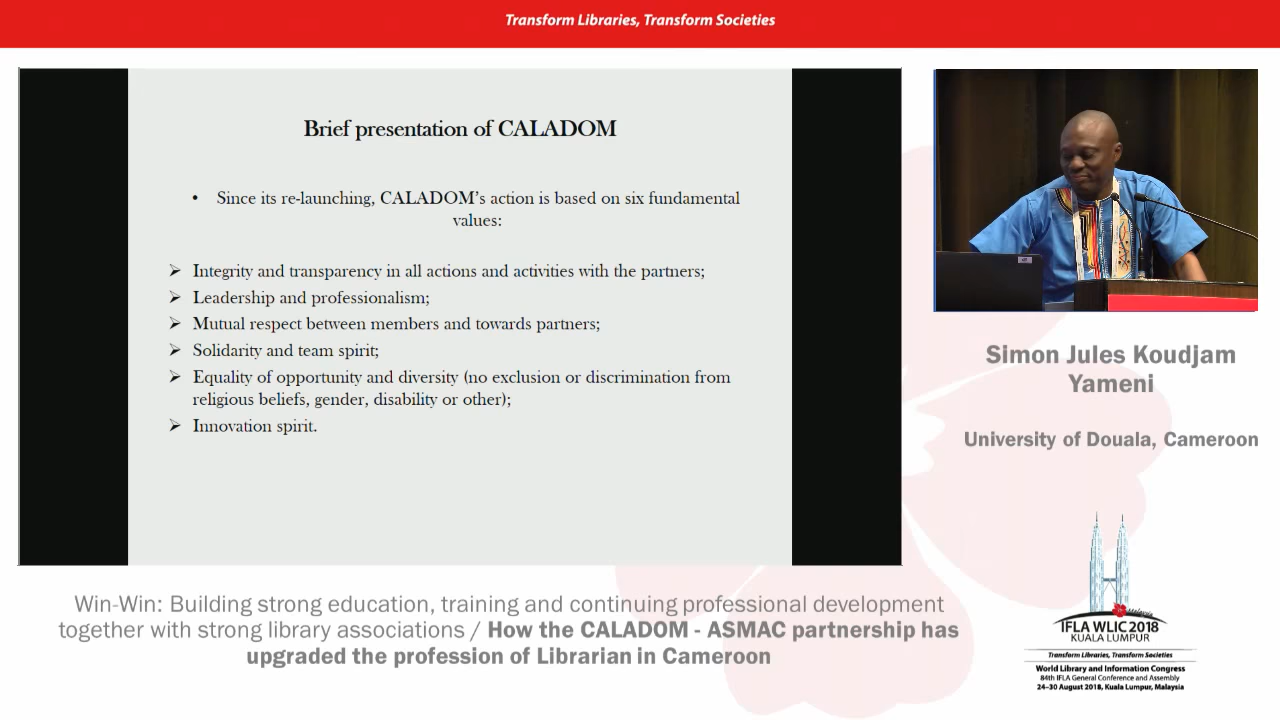 Transform Libraries, Transform Societies
Brief presentation of CALADOM
• Since its re-launching, CALADOM's action is based on six fundamental
values:
➢ Integrity and transparency in all actions and activities with the partners;
➢ Leadership and professionalism;
➢ Mutual respect between members and towards partners;
➢ Solidarity and team spirit;
➢ Equality of opportunity and diversity (no exclusion or discrimination from
religious beliefs, gender, disability or other);
➢ Innovation spirit.
Simon Jules Koudjam
Yameni
University of Douala, Cameroon
Win-Win: Building strong education, training and continuing professional development
together with strong library associations / How the CALADOM - ASMAC partnership has
upgraded the profession of Librarian in Cameroon
malaysia
IFLA WLIC 2018
KUALA LUMPUR
Transform Libraries, Transform Societies
World Library and Information Congress
84th IFLA General Conference and Assembly
24–30 August 2018, Kuala Lumpur, Malaysia